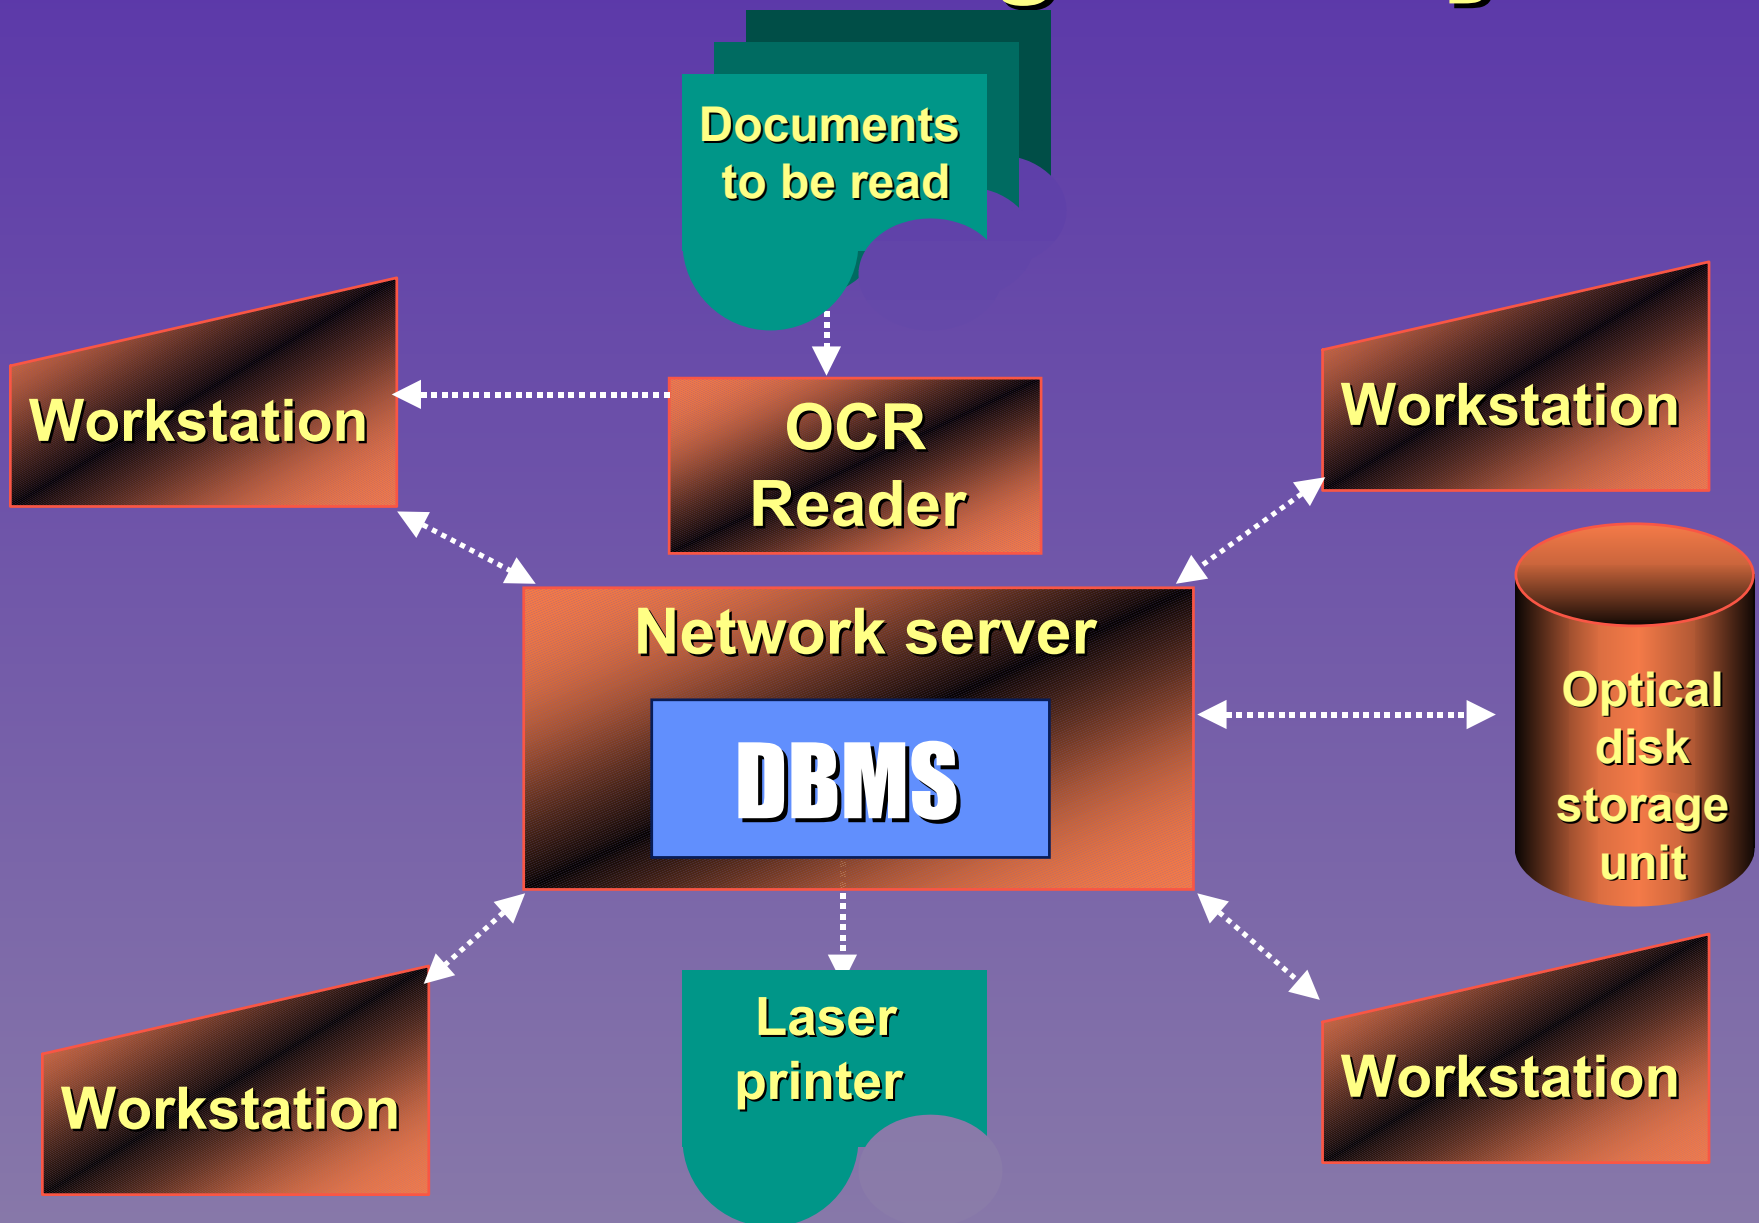 Documents
to be read
Workstation
OCR
Reader
Workstation
Network server
DBMS
Optical
disk
storage
unit
Workstation
Laser
printer
Workstation